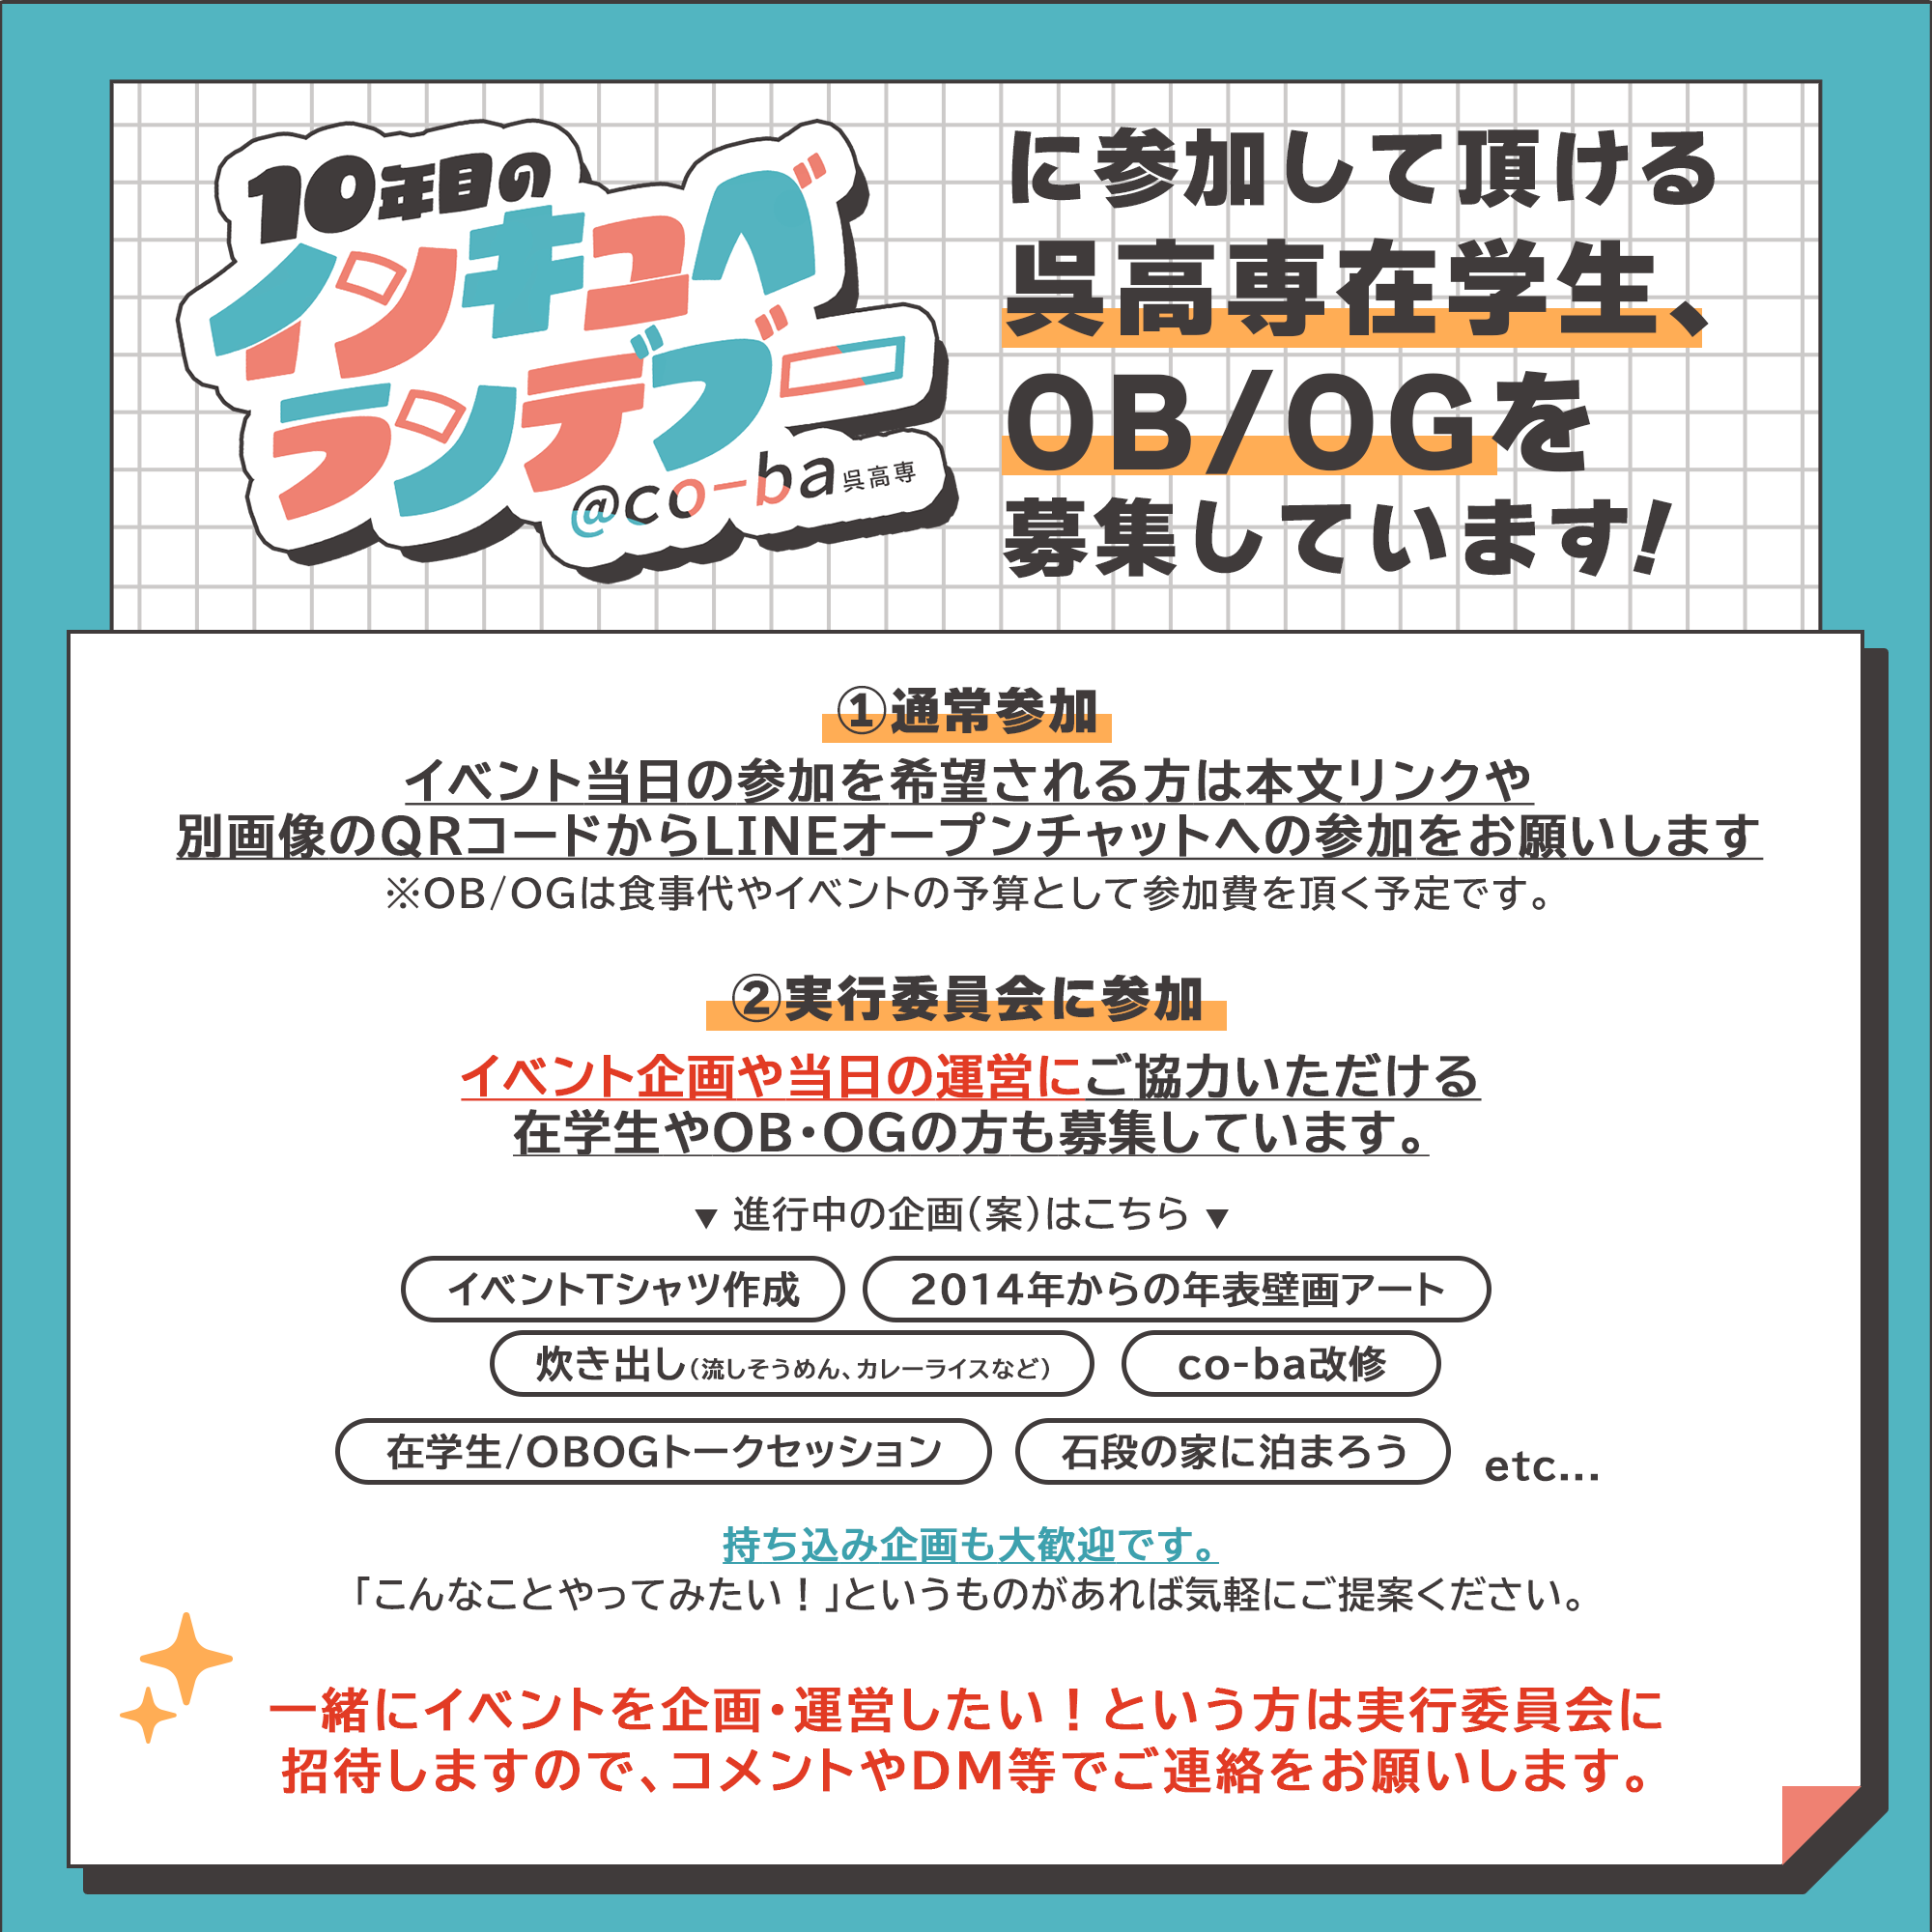 10年目の
インキュベ
ランデブー
@co-ba呉高専
に参加して頂ける
呉高専在学生、
OB/OGを
募集しています!
①通常参加
イベント当日の参加を希望される方は本文リンクや
別画像のQRコードからLINEオープンチャットへの参加をお願いします
※OB/OGは食事代やイベントの予算として参加費を頂く予定です。
②実行委員会に参加
イベント企画や当日の運営にご協力いただける
在学生やOB・OGの方も募集しています。
▼ 進行中の企画(案)はこちら ▼
イベントTシャツ作成 2014年からの年表壁画アート
炊き出し(流しそうめん、カレーライスなど) co-ba改修
在学生/OBOGトークセッション 石段の家に泊まろう etc...
持ち込み企画も大歓迎です。
「こんなことやってみたい!」というものがあれば気軽にご提案ください。
一緒にイベントを企画・運営したい!という方は実行委員会に
招待しますので、コメントやDM等でご連絡をお願いします。